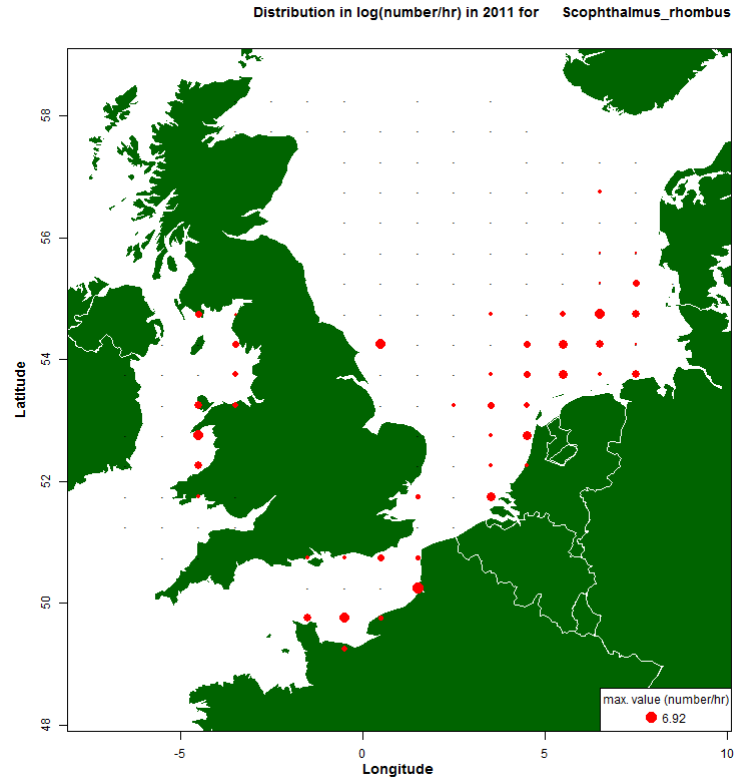 Distribution in log(number/hr) in 2011 for Scophthalmus_rhombus
58
56
54
52
50
48
Latitude
-5 0 5 10
Longitude
max. value (number/hr)
6.92